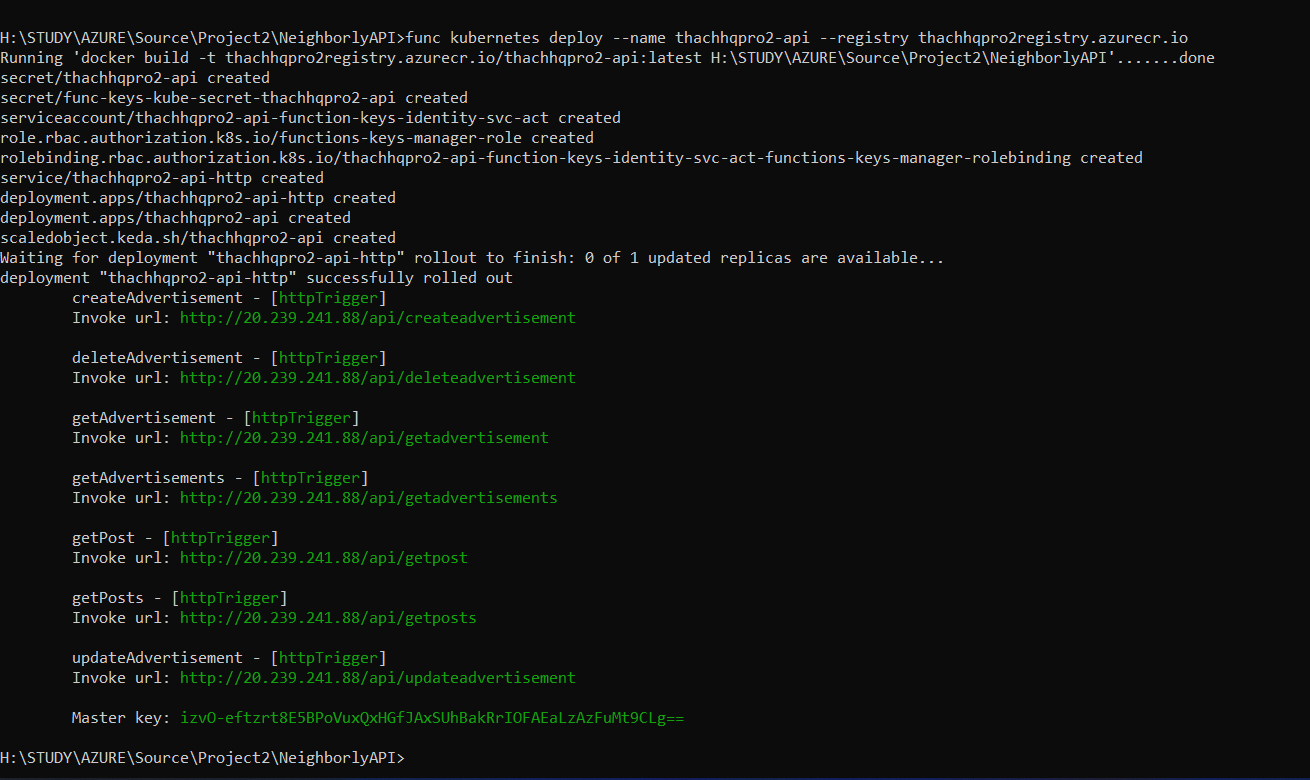 H:\STUDY\AZURE\Source\Project2\NeighborlyAPI>func kubernetes deploy --name thachhqpro2-api --registry thachhqpro2registry.azurecr.io
Running 'docker build -t thachhqpro2registry.azurecr.io/thachhqpro2-api:latest H:\STUDY\AZURE\Source\Project2\NeighborlyAPI'.......done
secret/thachhqpro2-api created
secret/func-keys-kube-secret-thachhqpro2-api created
serviceaccount/thachhqpro2-api-function-keys-identity-svc-act created
role.rbac.authorization.k8s.io/functions-keys-manager-role created
rolebinding.rbac.authorization.k8s.io/thachhqpro2-api-function-keys-identity-svc-act-functions-keys-manager-rolebinding created
service/thachhqpro2-api-http created
deployment.apps/thachhqpro2-api-http created
deployment.apps/thachhqpro2-api created
scaledobject.keda.sh/thachhqpro2-api created
Waiting for deployment "thachhqpro2-api-http" rollout to finish: 0 of 1 updated replicas are available...
deployment "thachhqpro2-api-http" successfully rolled out
createAdvertisement - [httpTrigger]
Invoke url: http://20.239.241.88/api/createadvertisement
deleteAdvertisement - [httpTrigger]
Invoke url: http://20.239.241.88/api/deleteadvertisement
getAdvertisement - [httpTrigger]
Invoke url: http://20.239.241.88/api/getadvertisement
getAdvertisements - [httpTrigger]
Invoke url: http://20.239.241.88/api/getadvertisements
getPost - [httpTrigger]
Invoke url: http://20.239.241.88/api/getpost
getPosts - [httpTrigger]
Invoke url: http://20.239.241.88/api/getposts
updateAdvertisement - [httpTrigger]
Invoke url: http://20.239.241.88/api/updateadvertisement
Master key: izvO-eftzrt8E5BPoVuxQxHGfJAxSUhBakRrIOFAEaLzAzFuMt9CLg==
H:\STUDY\AZURE\Source\Project2\NeighborlyAPI>